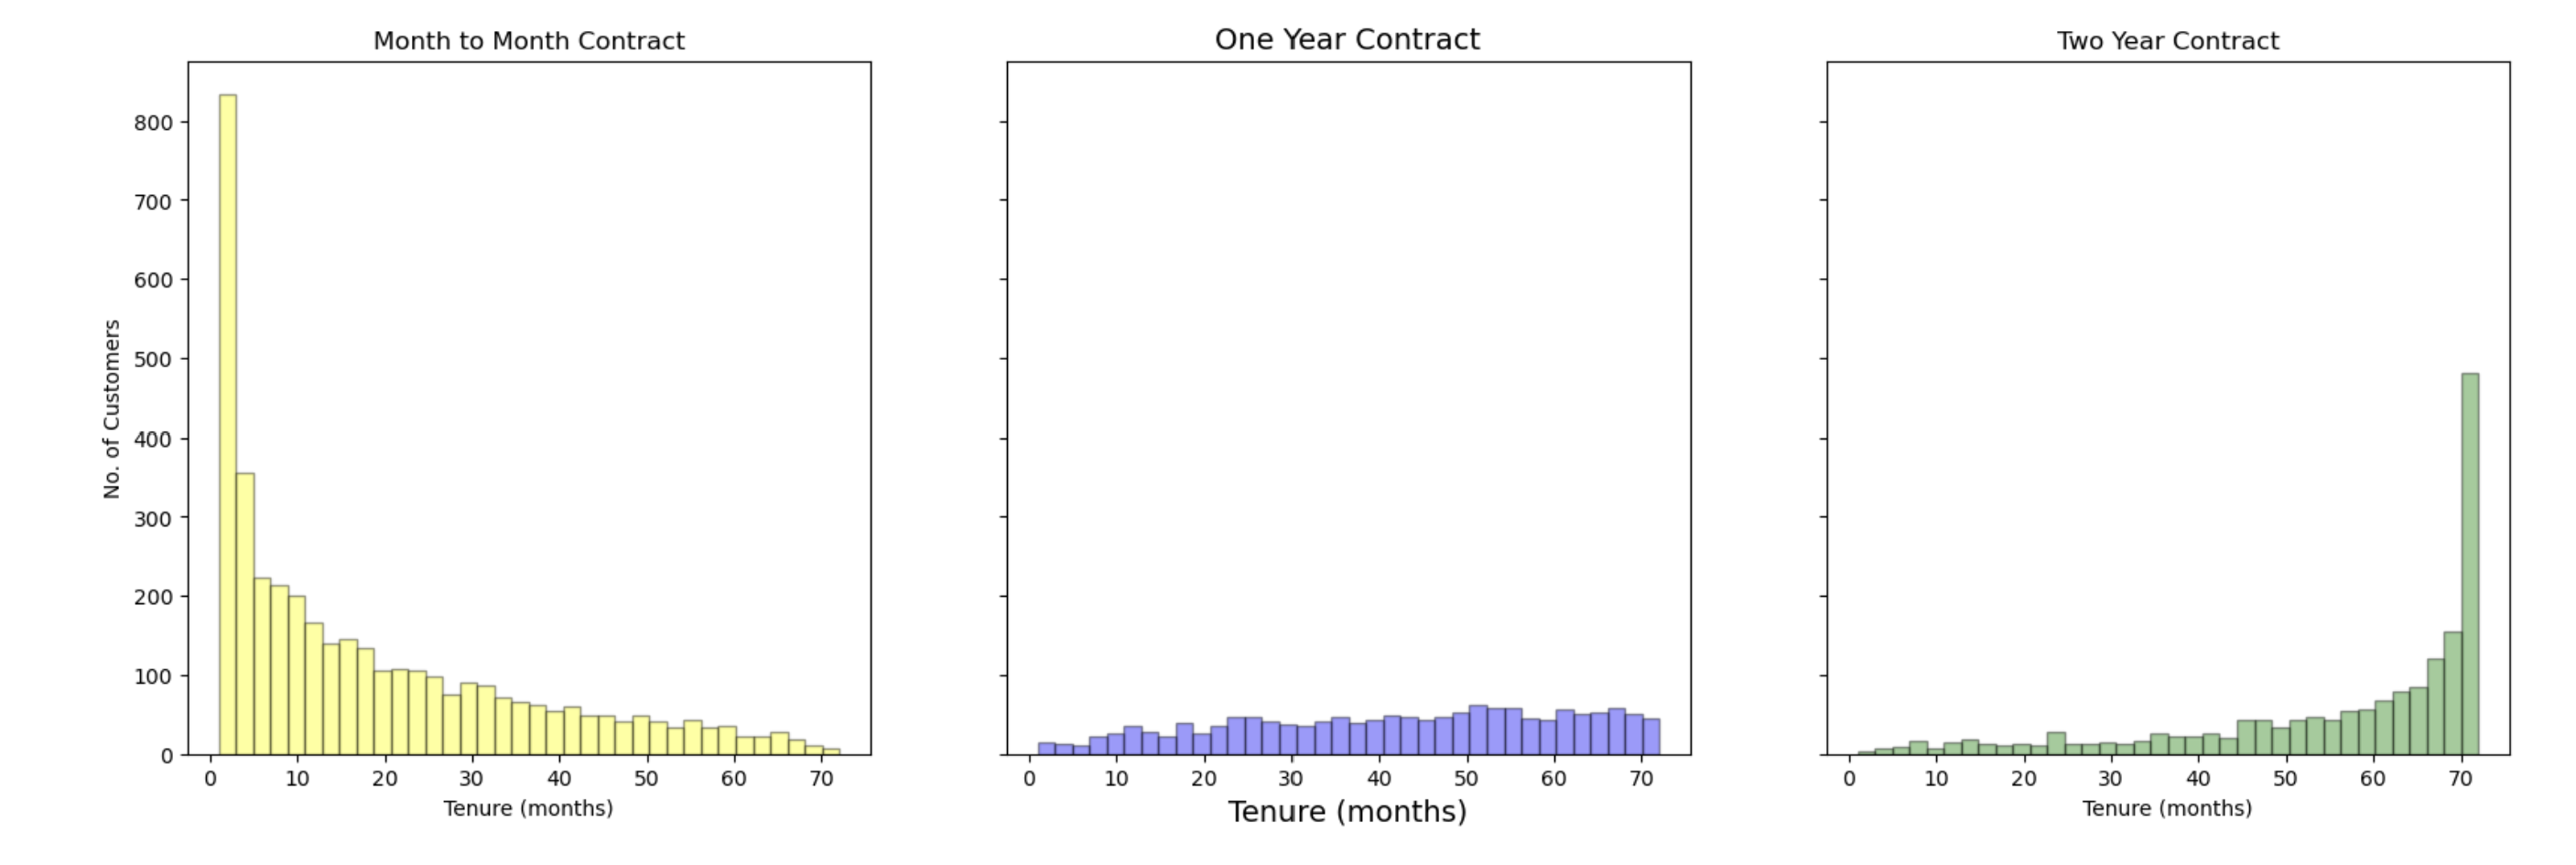 Month to Month Contract
One Year Contract
Two Year Contract
No. of Customers
800
700
600
500
400
300
200
100
0
0 10 20 30 40 50 60 70
0 10 20 30 40 50 60 70
0 10 20 30 40 50 60 70
Tenure (months)
Tenure (months)
Tenure (months)